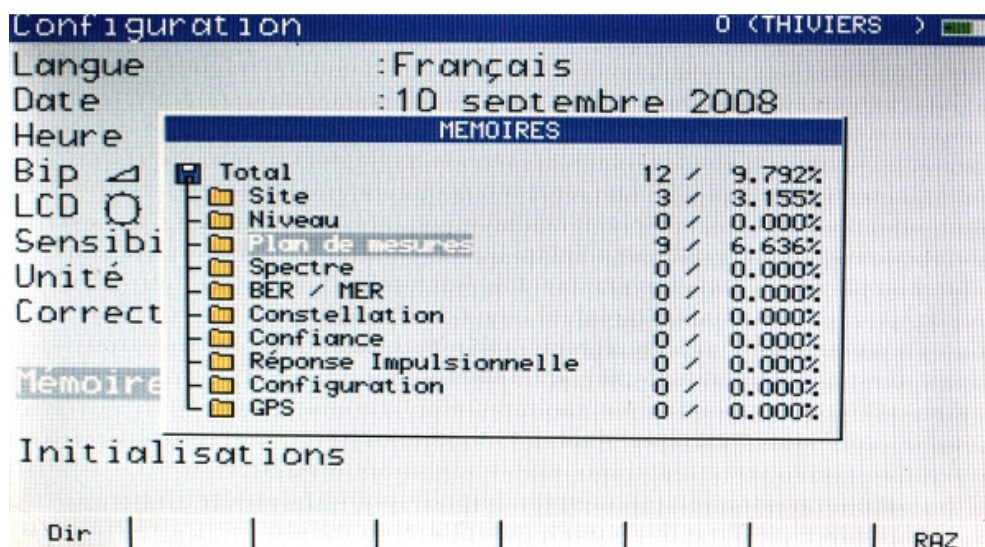 Configuration 0 (THIVIERS )
Langue :Français
Date :10 septembre 2008
Heure
MEMOIRES
Bip
Total 12 / 9.792%
LCD
Site 3 / 3.155%
Niveau 0 / 0.000%
Sensibi
Plan de mesures 9 / 6.636%
Spectre 0 / 0.000%
Unité
BER / MER 0 / 0.000%
Correct
Constellation 0 / 0.000%
Confiance 0 / 0.000%
Réponse Impulsionnelle 0 / 0.000%
Mémoire
Configuration 0 / 0.000%
GPS 0 / 0.000%
Initialisations
Dir RAZ